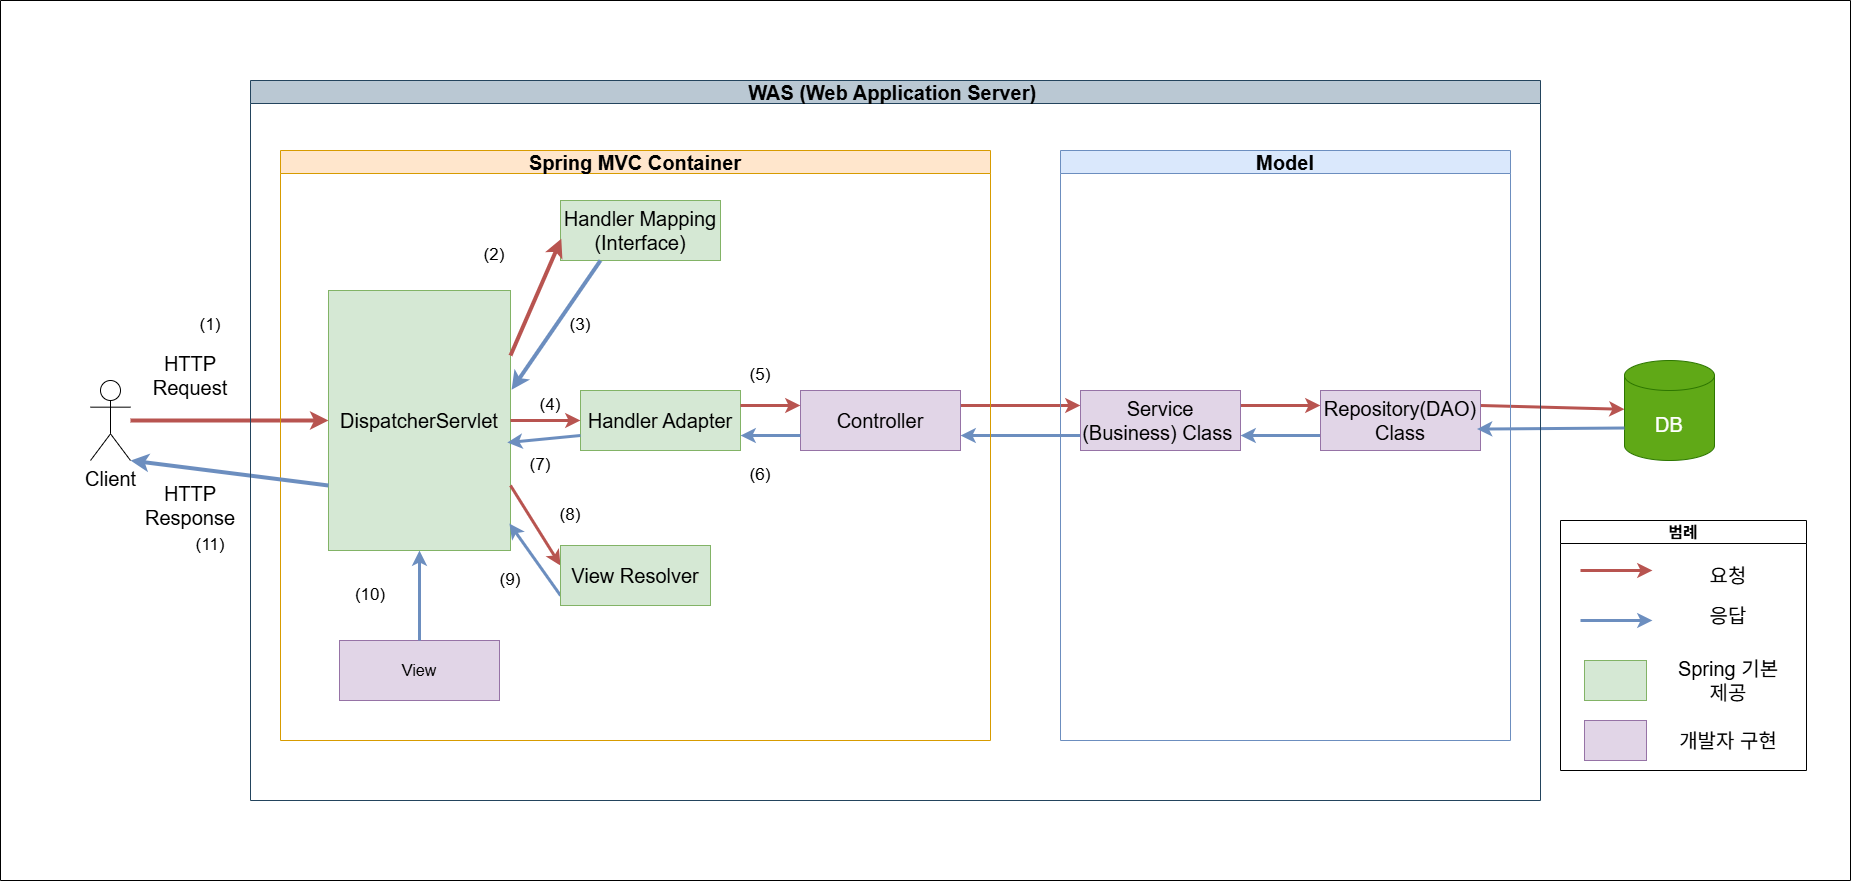 WAS (Web Application Server)
Spring MVC Container
Model
Handler Mapping
(Interface)
(2)
(3)
(1)
HTTP
Request
Client
HTTP
Response
(11)
DispatcherServlet
(4)
Handler Adapter
(5)
Controller
(6)
(7)
(8)
(9)
View Resolver
(10)
View
Service
(Business) Class
Repository(DAO)
Class
DB
범례
요청
응답
Spring 기본
제공
개발자 구현